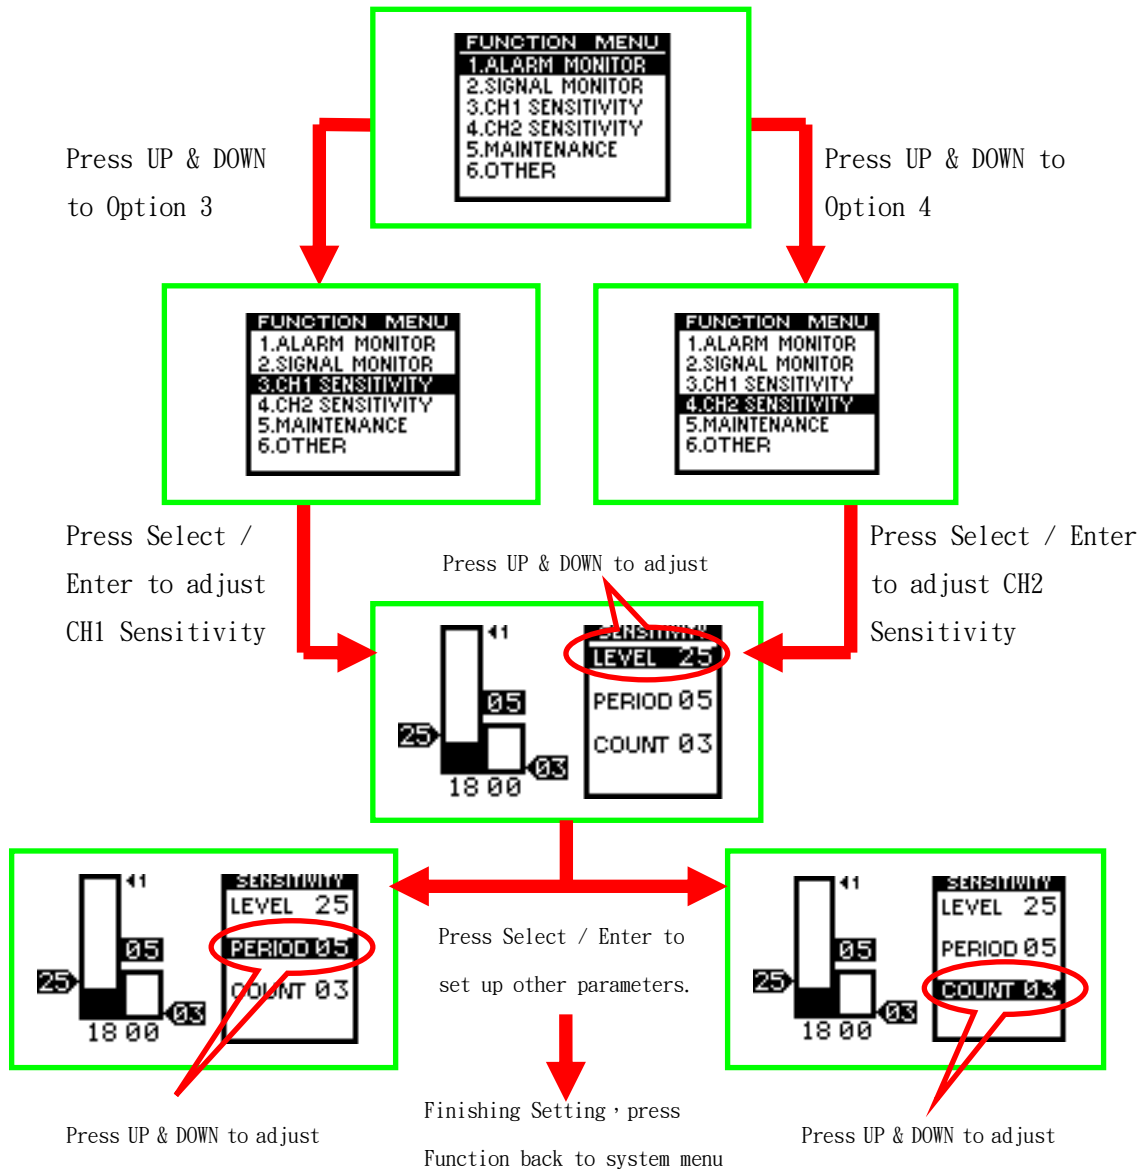 FUNCTION MENU
1.ALARM MONITOR
2.SIGNAL MONITOR
3.CH1 SENSITIVITY
4.CH2 SENSITIVITY
5.MAINTENANCE
6.OTHER
Press UP & DOWN
to Option 3
Press UP & DOWN to
Option 4
FUNCTION MENU
1.ALARM MONITOR
2.SIGNAL MONITOR
3.CH1 SENSITIVITY
4.CH2 SENSITIVITY
5.MAINTENANCE
6.OTHER
FUNCTION MENU
1.ALARM MONITOR
2.SIGNAL MONITOR
3.CH1 SENSITIVITY
4.CH2 SENSITIVITY
5.MAINTENANCE
6.OTHER
Press Select /
Enter to adjust
CH1 Sensitivity
Press UP & DOWN to adjust
Press Select / Enter
to adjust CH2
Sensitivity
1
05
25
03
18 00
SENSITIVITY
LEVEL 25
PERIOD 05
COUNT 03
1
05
25
03
18 00
SENSITIVITY
LEVEL 25
PERIOD 05
COUNT 03
Press Select / Enter to
set up other parameters.
1
05
25
03
18 00
SENSITIVITY
LEVEL 25
PERIOD 05
COUNT 03
Press UP & DOWN to adjust
Finishing Setting，press
Function back to system menu
Press UP & DOWN to adjust